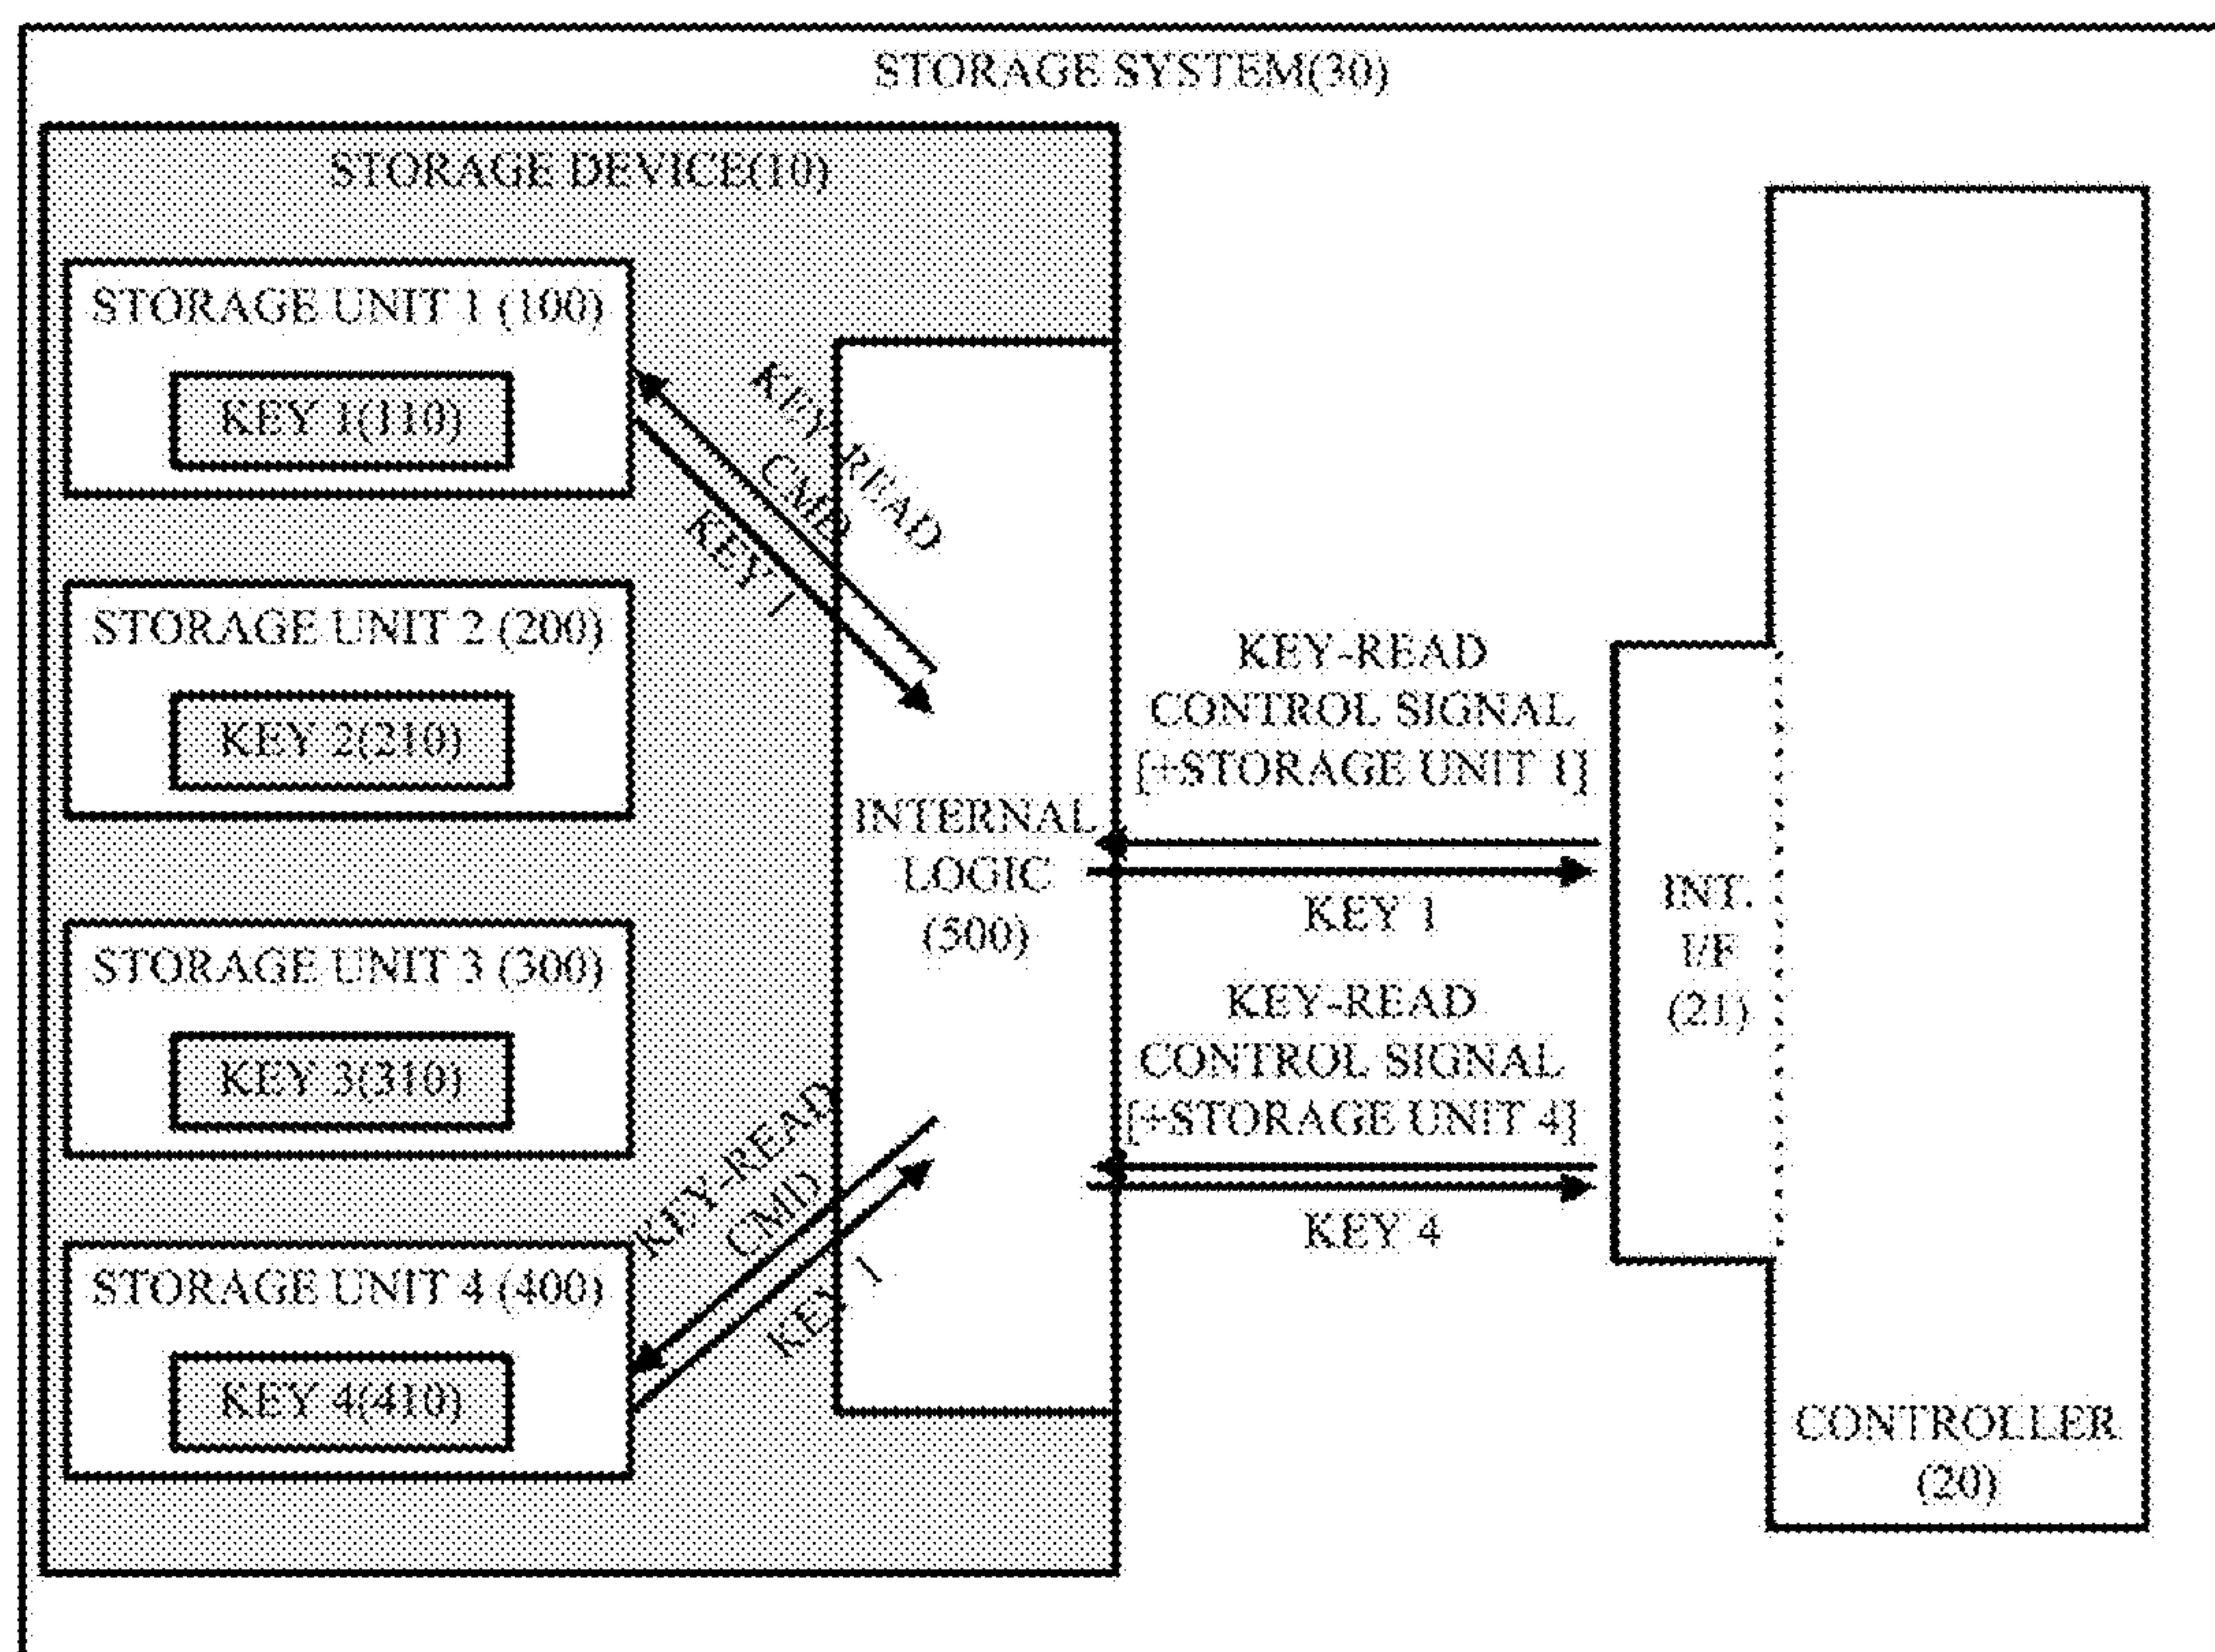 STORAGE SYSTEM(30)
STORAGE DEVICE(10)
STORAGE UNIT 1 (100)
KEY 1(110)
STORAGE UNIT 2 (200)
KEY 2(210)
STORAGE UNIT 3 (300)
KEY 3(310)
STORAGE UNIT 4 (400)
KEY 4(410)
KEY-READ
CMD
KEY 1
KEY-READ
CMD
KEY 1
INTERNAL
LOGIC
(500)
KEY-READ
CONTROL SIGNAL
[+STORAGE UNIT 1]
KEY 1
KEY-READ
CONTROL SIGNAL
[+STORAGE UNIT 4]
KEY 4
INT.
I/F
(21)
CONTROLLER
(20)